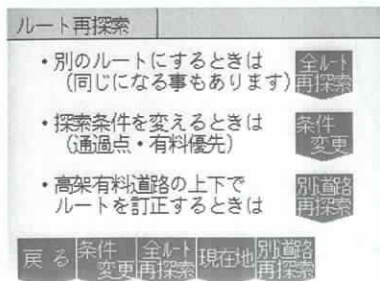 ルート再探索
・別のルートにするときは
(同じになる事もあります)
全ルート
再探索
・探索条件を変えるときは
(通過点・有料優先)
条件
変更
・高架有料道路の上下で
ルートを訂正するときは
別道路
再探索
戻る
条件
変更
全ルート
再探索
現在地
別道路
再探索